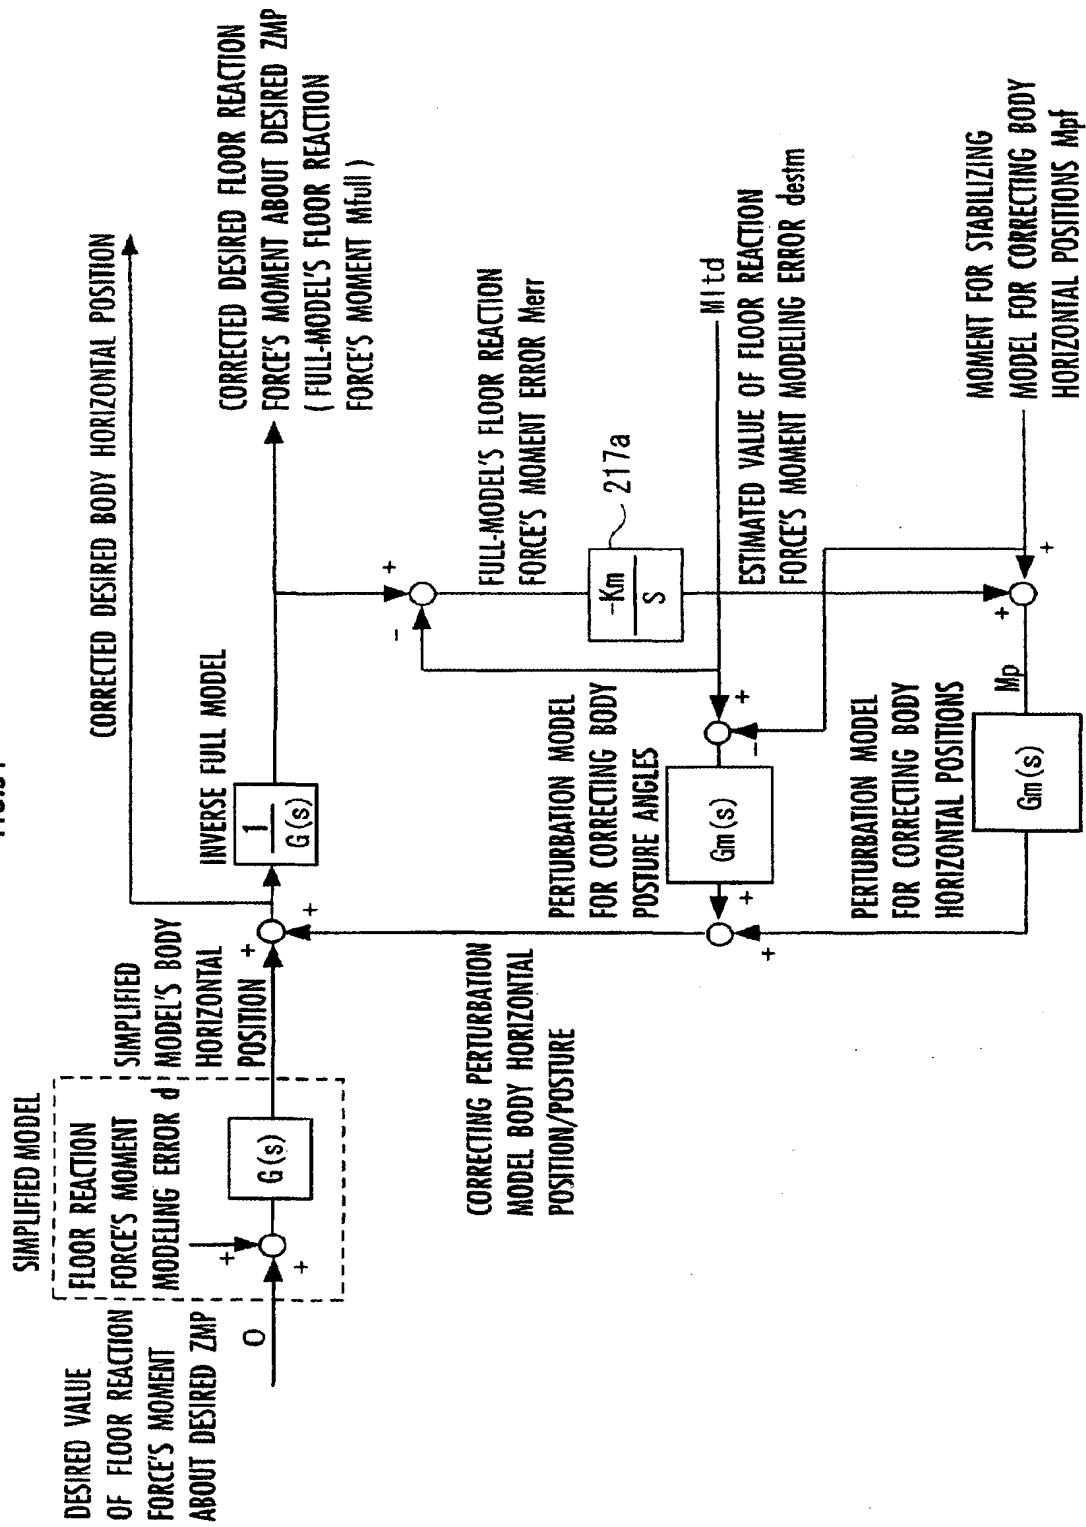 SIMPLIFIED MODEL
DESIRED VALUE
OF FLOOR REACTION
FORCE'S MOMENT
ABOUT DESIRED ZMP
0
FLOOR REACTION
FORCE'S MOMENT
MODELING ERROR d
+
+
G(s)
SIMPLIFIED
MODEL'S BODY
HORIZONTAL
POSITION
+
+
CORRECTED DESIRED BODY HORIZONTAL POSITION
INVERSE FULL MODEL
1
G(s)
CORRECTED DESIRED FLOOR REACTION
FORCE'S MOMENT ABOUT DESIRED ZMP
(FULL-MODEL'S FLOOR REACTION
FORCE'S MOMENT Mfull)
+
-
FULL-MODEL'S FLOOR REACTION
FORCE'S MOMENT ERROR Merr
-Km
S
217a
Mltd
ESTIMATED VALUE OF FLOOR REACTION
FORCE'S MOMENT MODELING ERROR destm
CORRECTING PERTURBATION
MODEL BODY HORIZONTAL
POSITION/POSTURE
PERTURBATION MODEL
FOR CORRECTING BODY
POSTURE ANGLES
Gm(s)
+
-
+
+
PERTURBATION MODEL
FOR CORRECTING BODY
HORIZONTAL POSITIONS
Gm(s)
Mp
+
+
MOMENT FOR STABILIZING
MODEL FOR CORRECTING BODY
HORIZONTAL POSITIONS Mpf